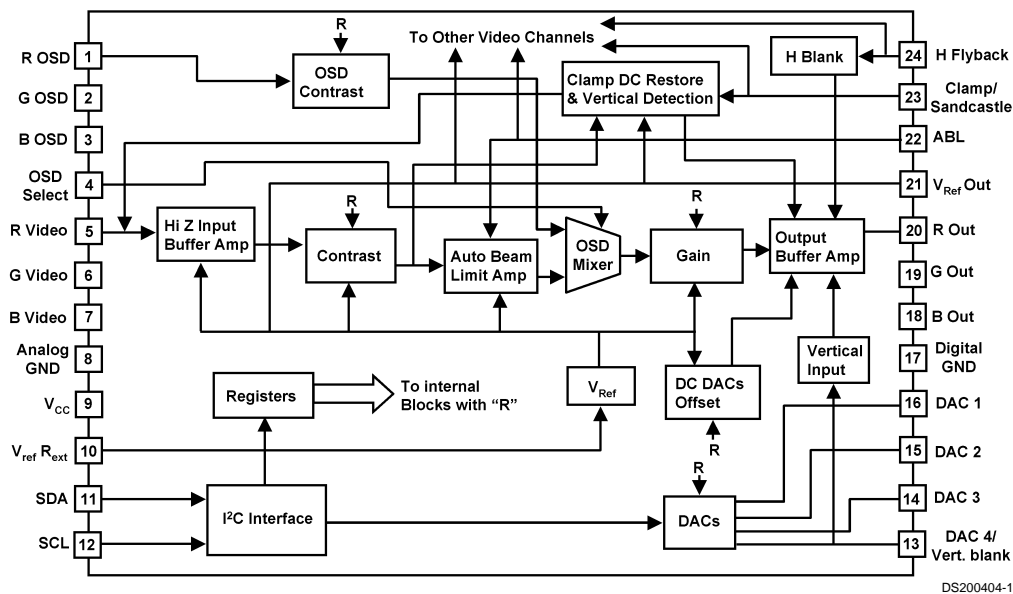 R
To Other Video Channels
R OSD
1
OSD
Contrast
H Blank
24
H Flyback
Clamp DC Restore
& Vertical Detection
G OSD
2
23
Clamp/
Sandcastle
B OSD
3
22
ABL
OSD
Select
4
21
VRef Out
R Video
5
Hi Z Input
Buffer Amp
R
Contrast
Auto Beam
Limit Amp
OSD
Mixer
R
Gain
Output
Buffer Amp
20
R Out
G Video
6
19
G Out
B Video
7
18
B Out
Analog
GND
8
Vertical
Input
17
Digital
GND
Registers
To internal
Blocks with “R”
VRef
DC DACs
Offset
VCC
9
16
DAC 1
Vref Rext
10
R
15
DAC 2
R
SDA
11
14
DAC 3
I²C Interface
DACs
SCL
12
13
DAC 4/
Vert. blank
DS200404-1